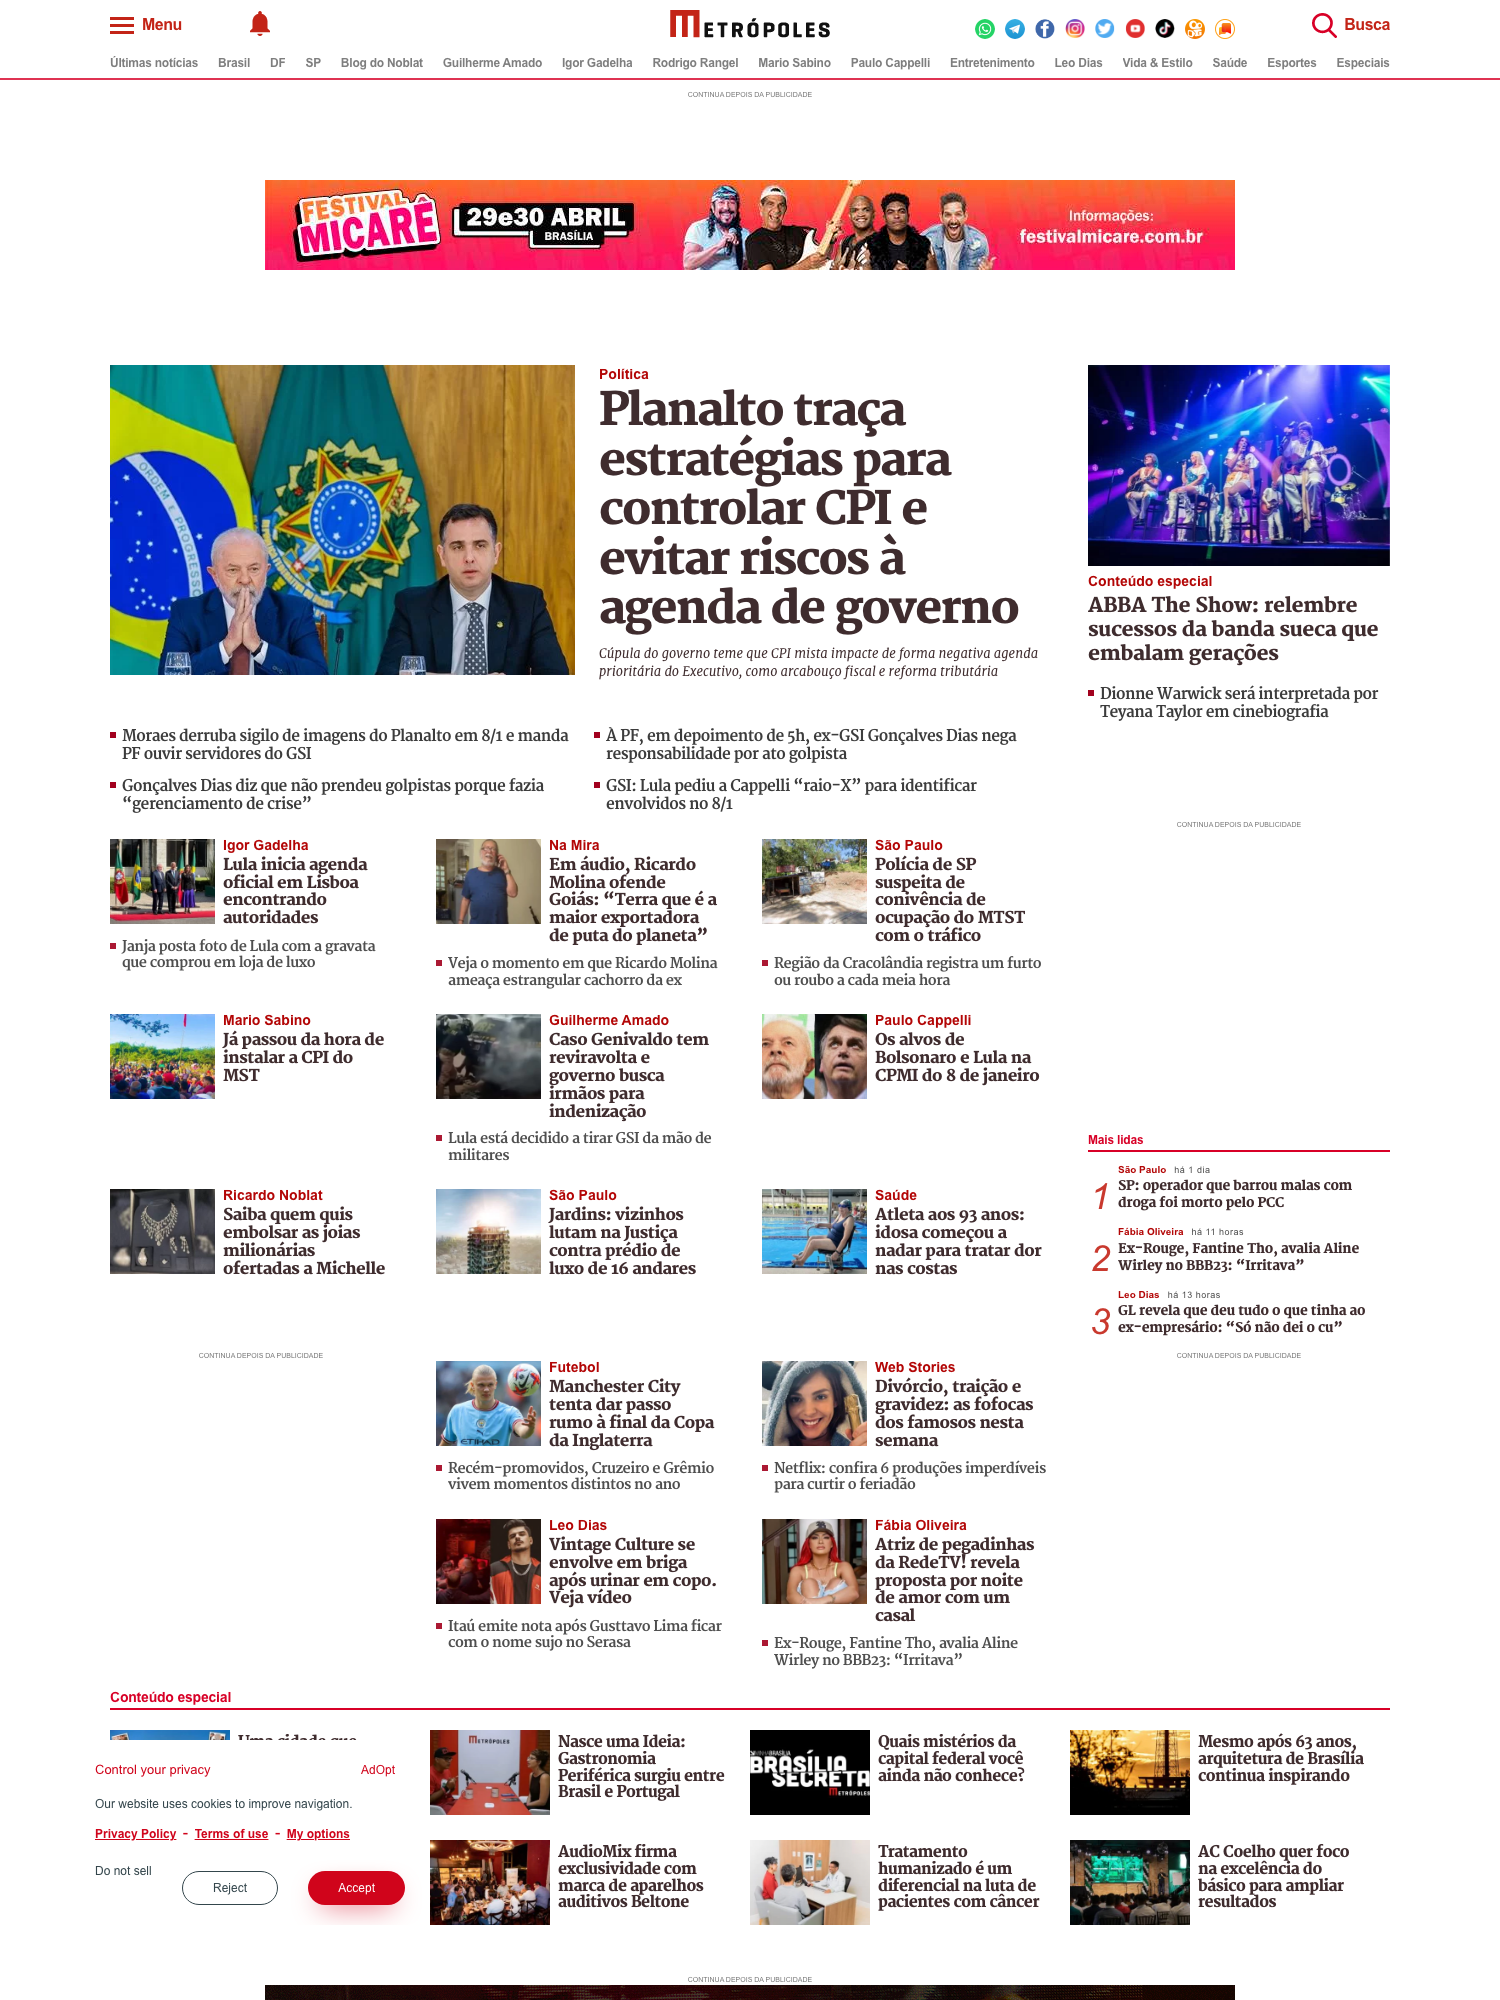 Menu
METRÓPOLES
Busca
Últimas notícias Brasil DF SP Blog do Noblat Guilherme Amado Igor Gadelha Rodrigo Rangel Mario Sabino Paulo Cappelli Entretenimento Leo Dias Vida & Estilo Saúde Esportes Especiais
CONTINUA DEPOIS DA PUBLICIDADE
FESTIVAL
MICARÊ
29e30 ABRIL
BRASÍLIA
Informações:
festivalmicare.com.br
Política
Planalto traça
estratégias para
controlar CPI e
evitar riscos à
agenda de governo
Cúpula do governo teme que CPI mista impacte de forma negativa agenda
prioritária do Executivo, como arcabouço fiscal e reforma tributária
Conteúdo especial
ABBA The Show: relembre
sucessos da banda sueca que
embalam gerações
Dionne Warwick será interpretada por
Teyana Taylor em cinebiografia
Moraes derruba sigilo de imagens do Planalto em 8/1 e manda
PF ouvir servidores do GSI
À PF, em depoimento de 5h, ex-GSI Gonçalves Dias nega
responsabilidade por ato golpista
Gonçalves Dias diz que não prendeu golpistas porque fazia
“gerenciamento de crise”
GSI: Lula pediu a Cappelli “raio-X” para identificar
envolvidos no 8/1
CONTINUA DEPOIS DA PUBLICIDADE
Igor Gadelha
Lula inicia agenda
oficial em Lisboa
encontrando
autoridades
Janja posta foto de Lula com a gravata
que comprou em loja de luxo
Na Mira
Em áudio, Ricardo
Molina ofende
Goiás: “Terra que é a
maior exportadora
de puta do planeta”
Veja o momento em que Ricardo Molina
ameaça estrangular cachorro da ex
São Paulo
Polícia de SP
suspeita de
conivência de
ocupação do MTST
com o tráfico
Região da Cracolândia registra um furto
ou roubo a cada meia hora
Mario Sabino
Já passou da hora de
instalar a CPI do
MST
Guilherme Amado
Caso Genivaldo tem
reviravolta e
governo busca
irmãos para
indenização
Lula está decidido a tirar GSI da mão de
militares
Paulo Cappelli
Os alvos de
Bolsonaro e Lula na
CPMI do 8 de janeiro
Mais lidas
1
São Paulo há 1 dia
SP: operador que barrou malas com
droga foi morto pelo PCC
2
Fábia Oliveira há 11 horas
Ex-Rouge, Fantine Tho, avalia Aline
Wirley no BBB23: “Irritava”
3
Leo Dias há 13 horas
GL revela que deu tudo o que tinha ao
ex-empresário: “Só não dei o cu”
Ricardo Noblat
Saiba quem quis
embolsar as joias
milionárias
ofertadas a Michelle
São Paulo
Jardins: vizinhos
lutam na Justiça
contra prédio de
luxo de 16 andares
Saúde
Atleta aos 93 anos:
idosa começou a
nadar para tratar dor
nas costas
CONTINUA DEPOIS DA PUBLICIDADE
CONTINUA DEPOIS DA PUBLICIDADE
Futebol
Manchester City
tenta dar passo
rumo à final da Copa
da Inglaterra
Recém-promovidos, Cruzeiro e Grêmio
vivem momentos distintos no ano
Web Stories
Divórcio, traição e
gravidez: as fofocas
dos famosos nesta
semana
Netflix: confira 6 produções imperdíveis
para curtir o feriadão
Leo Dias
Vintage Culture se
envolve em briga
após urinar em copo.
Veja vídeo
Itaú emite nota após Gusttavo Lima ficar
com o nome sujo no Serasa
Fábia Oliveira
Atriz de pegadinhas
da RedeTV! revela
proposta por noite
de amor com um
casal
Ex-Rouge, Fantine Tho, avalia Aline
Wirley no BBB23: “Irritava”
Conteúdo especial
Uma cidade que
METRÓPOLES
Nasce uma Ideia:
Gastronomia
Periférica surgiu entre
Brasil e Portugal
BRASÍLIA
SECRETA
METRÓPOLES
Quais mistérios da
capital federal você
ainda não conhece?
Mesmo após 63 anos,
arquitetura de Brasília
continua inspirando
Control your privacy
AdOpt
Our website uses cookies to improve navigation.
Privacy Policy - Terms of use - My options
Do not sell
Reject
Accept
AudioMix firma
exclusividade com
marca de aparelhos
auditivos Beltone
Tratamento
humanizado é um
diferencial na luta de
pacientes com câncer
AC Coelho quer foco
na excelência do
básico para ampliar
resultados
CONTINUA DEPOIS DA PUBLICIDADE